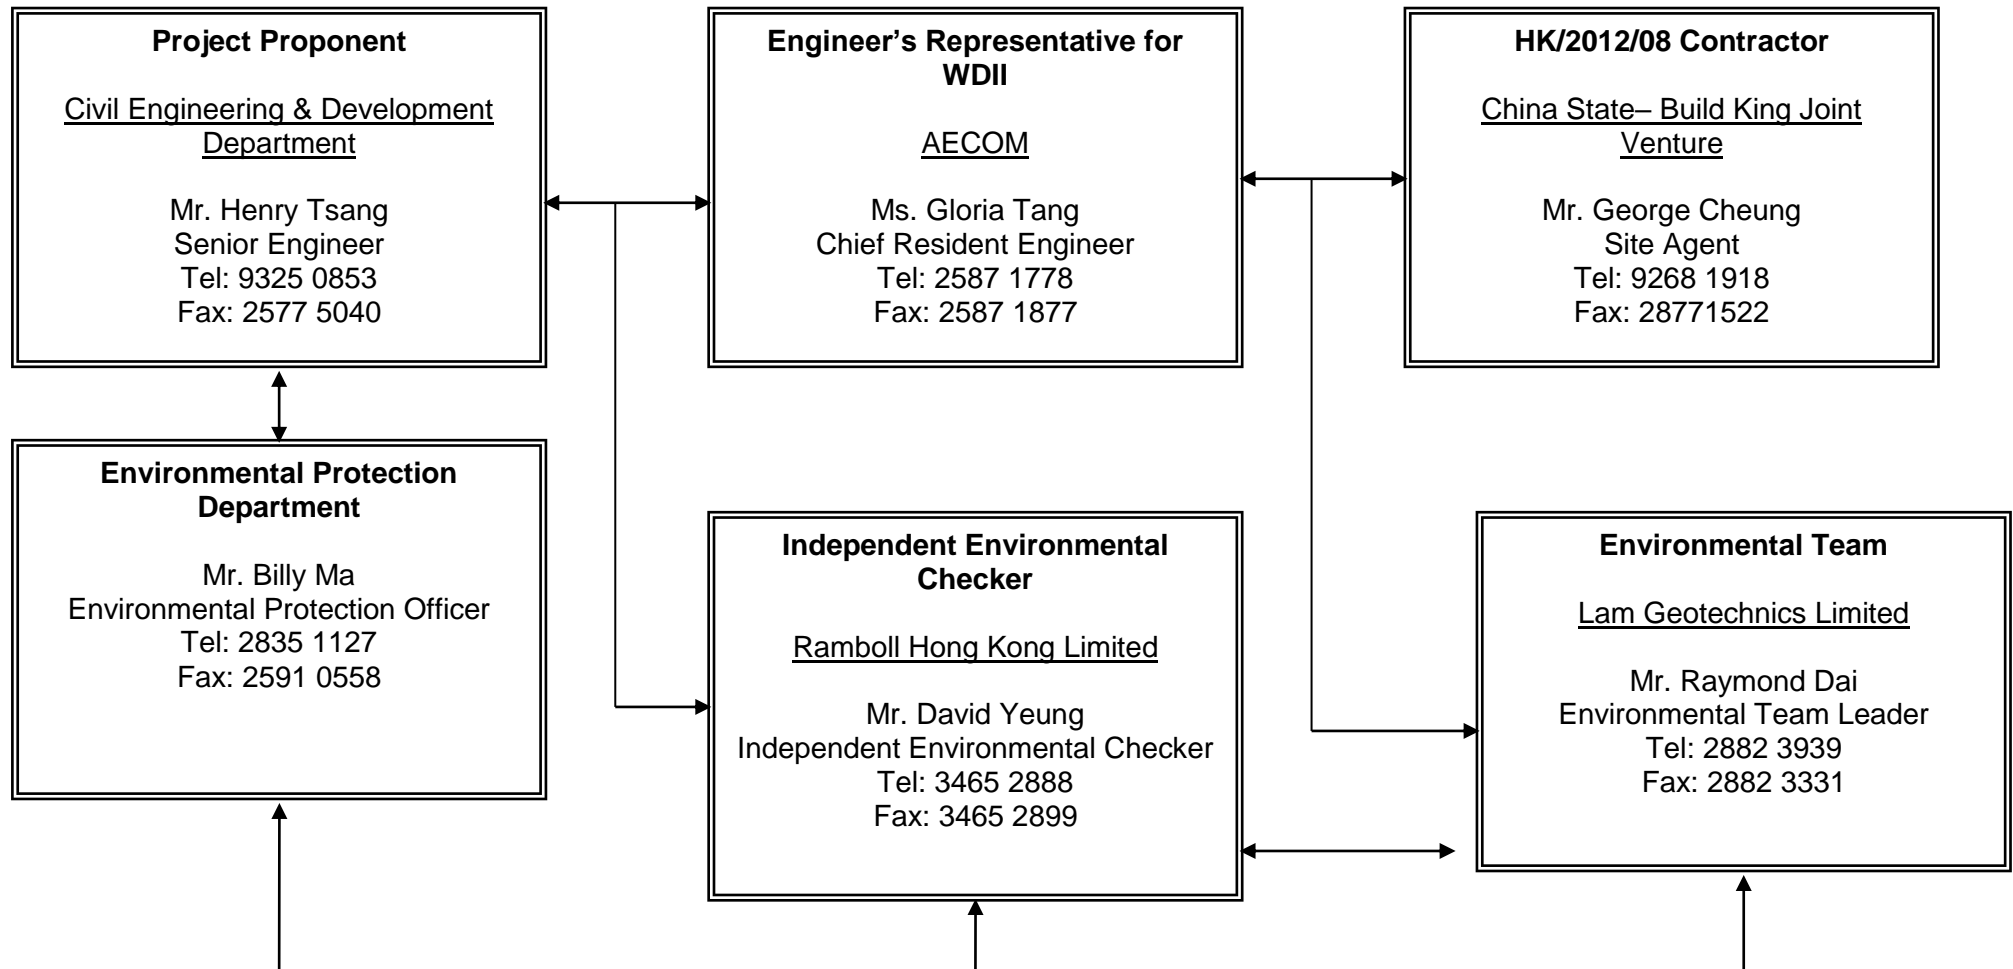 Project Proponent
Civil Engineering & Development
Department
Mr. Henry Tsang
Senior Engineer
Tel: 9325 0853
Fax: 2577 5040
Engineer’s Representative for
WDII
AECOM
Ms. Gloria Tang
Chief Resident Engineer
Tel: 2587 1778
Fax: 2587 1877
HK/2012/08 Contractor
China State– Build King Joint
Venture
Mr. George Cheung
Site Agent
Tel: 9268 1918
Fax: 28771522
Environmental Protection
Department
Mr. Billy Ma
Environmental Protection Officer
Tel: 2835 1127
Fax: 2591 0558
Independent Environmental
Checker
Ramboll Hong Kong Limited
Mr. David Yeung
Independent Environmental Checker
Tel: 3465 2888
Fax: 3465 2899
Environmental Team
Lam Geotechnics Limited
Mr. Raymond Dai
Environmental Team Leader
Tel: 2882 3939
Fax: 2882 3331